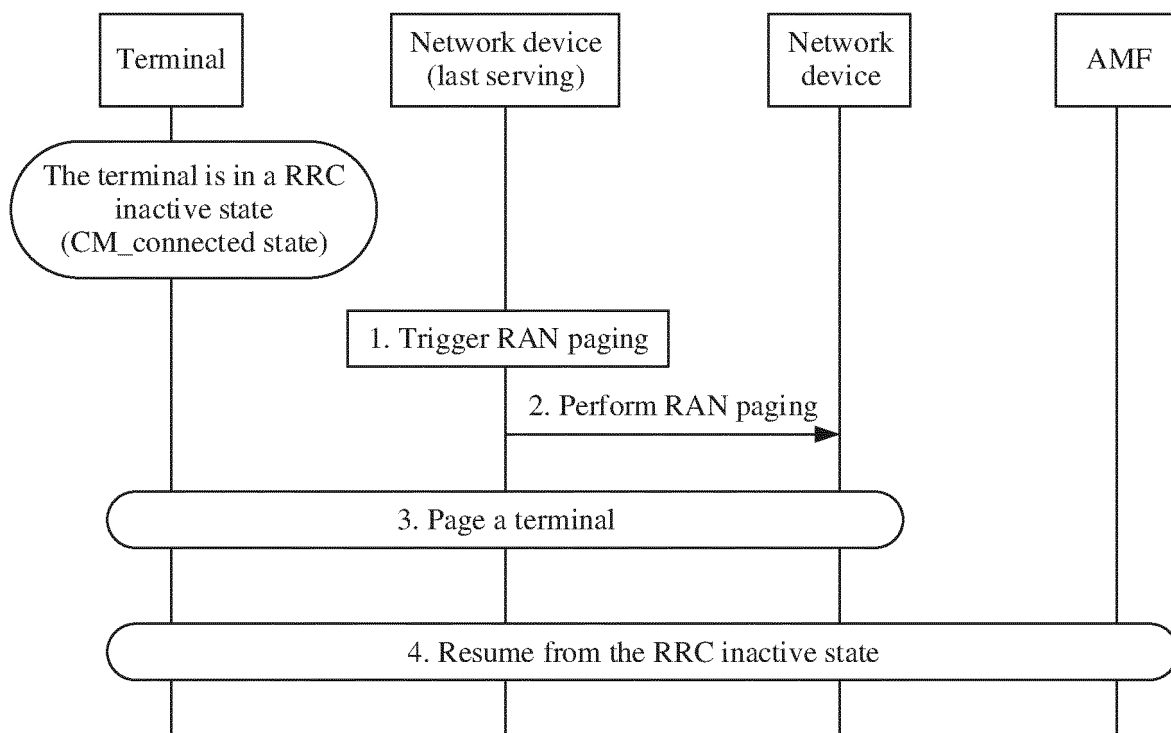 Terminal
Network device
(last serving)
Network
device
AMF
The terminal is in a RRC
inactive state
(CM_connected state)
1. Trigger RAN paging
2. Perform RAN paging
3. Page a terminal
4. Resume from the RRC inactive state